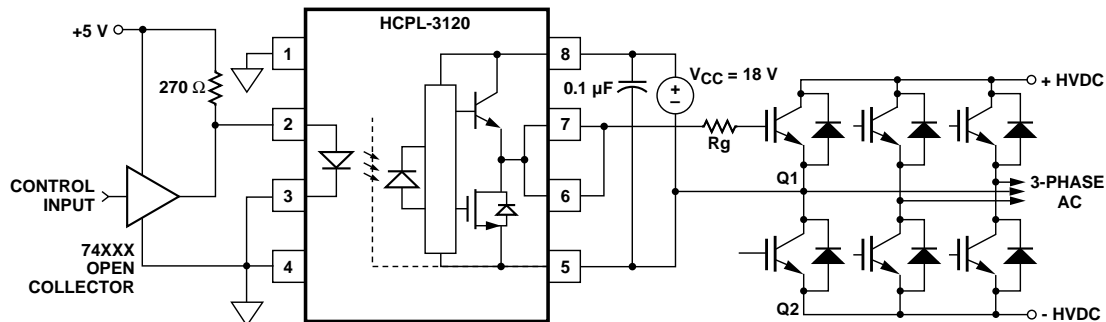 HCPL-3120
+5 V
270 Ω
1
2
3
4
8
7
6
5
CONTROL
INPUT
74XXX
OPEN
COLLECTOR
0.1 µF
VCC = 18 V
+
–
Rg
Q1
Q2
+ HVDC
3-PHASE
AC
- HVDC